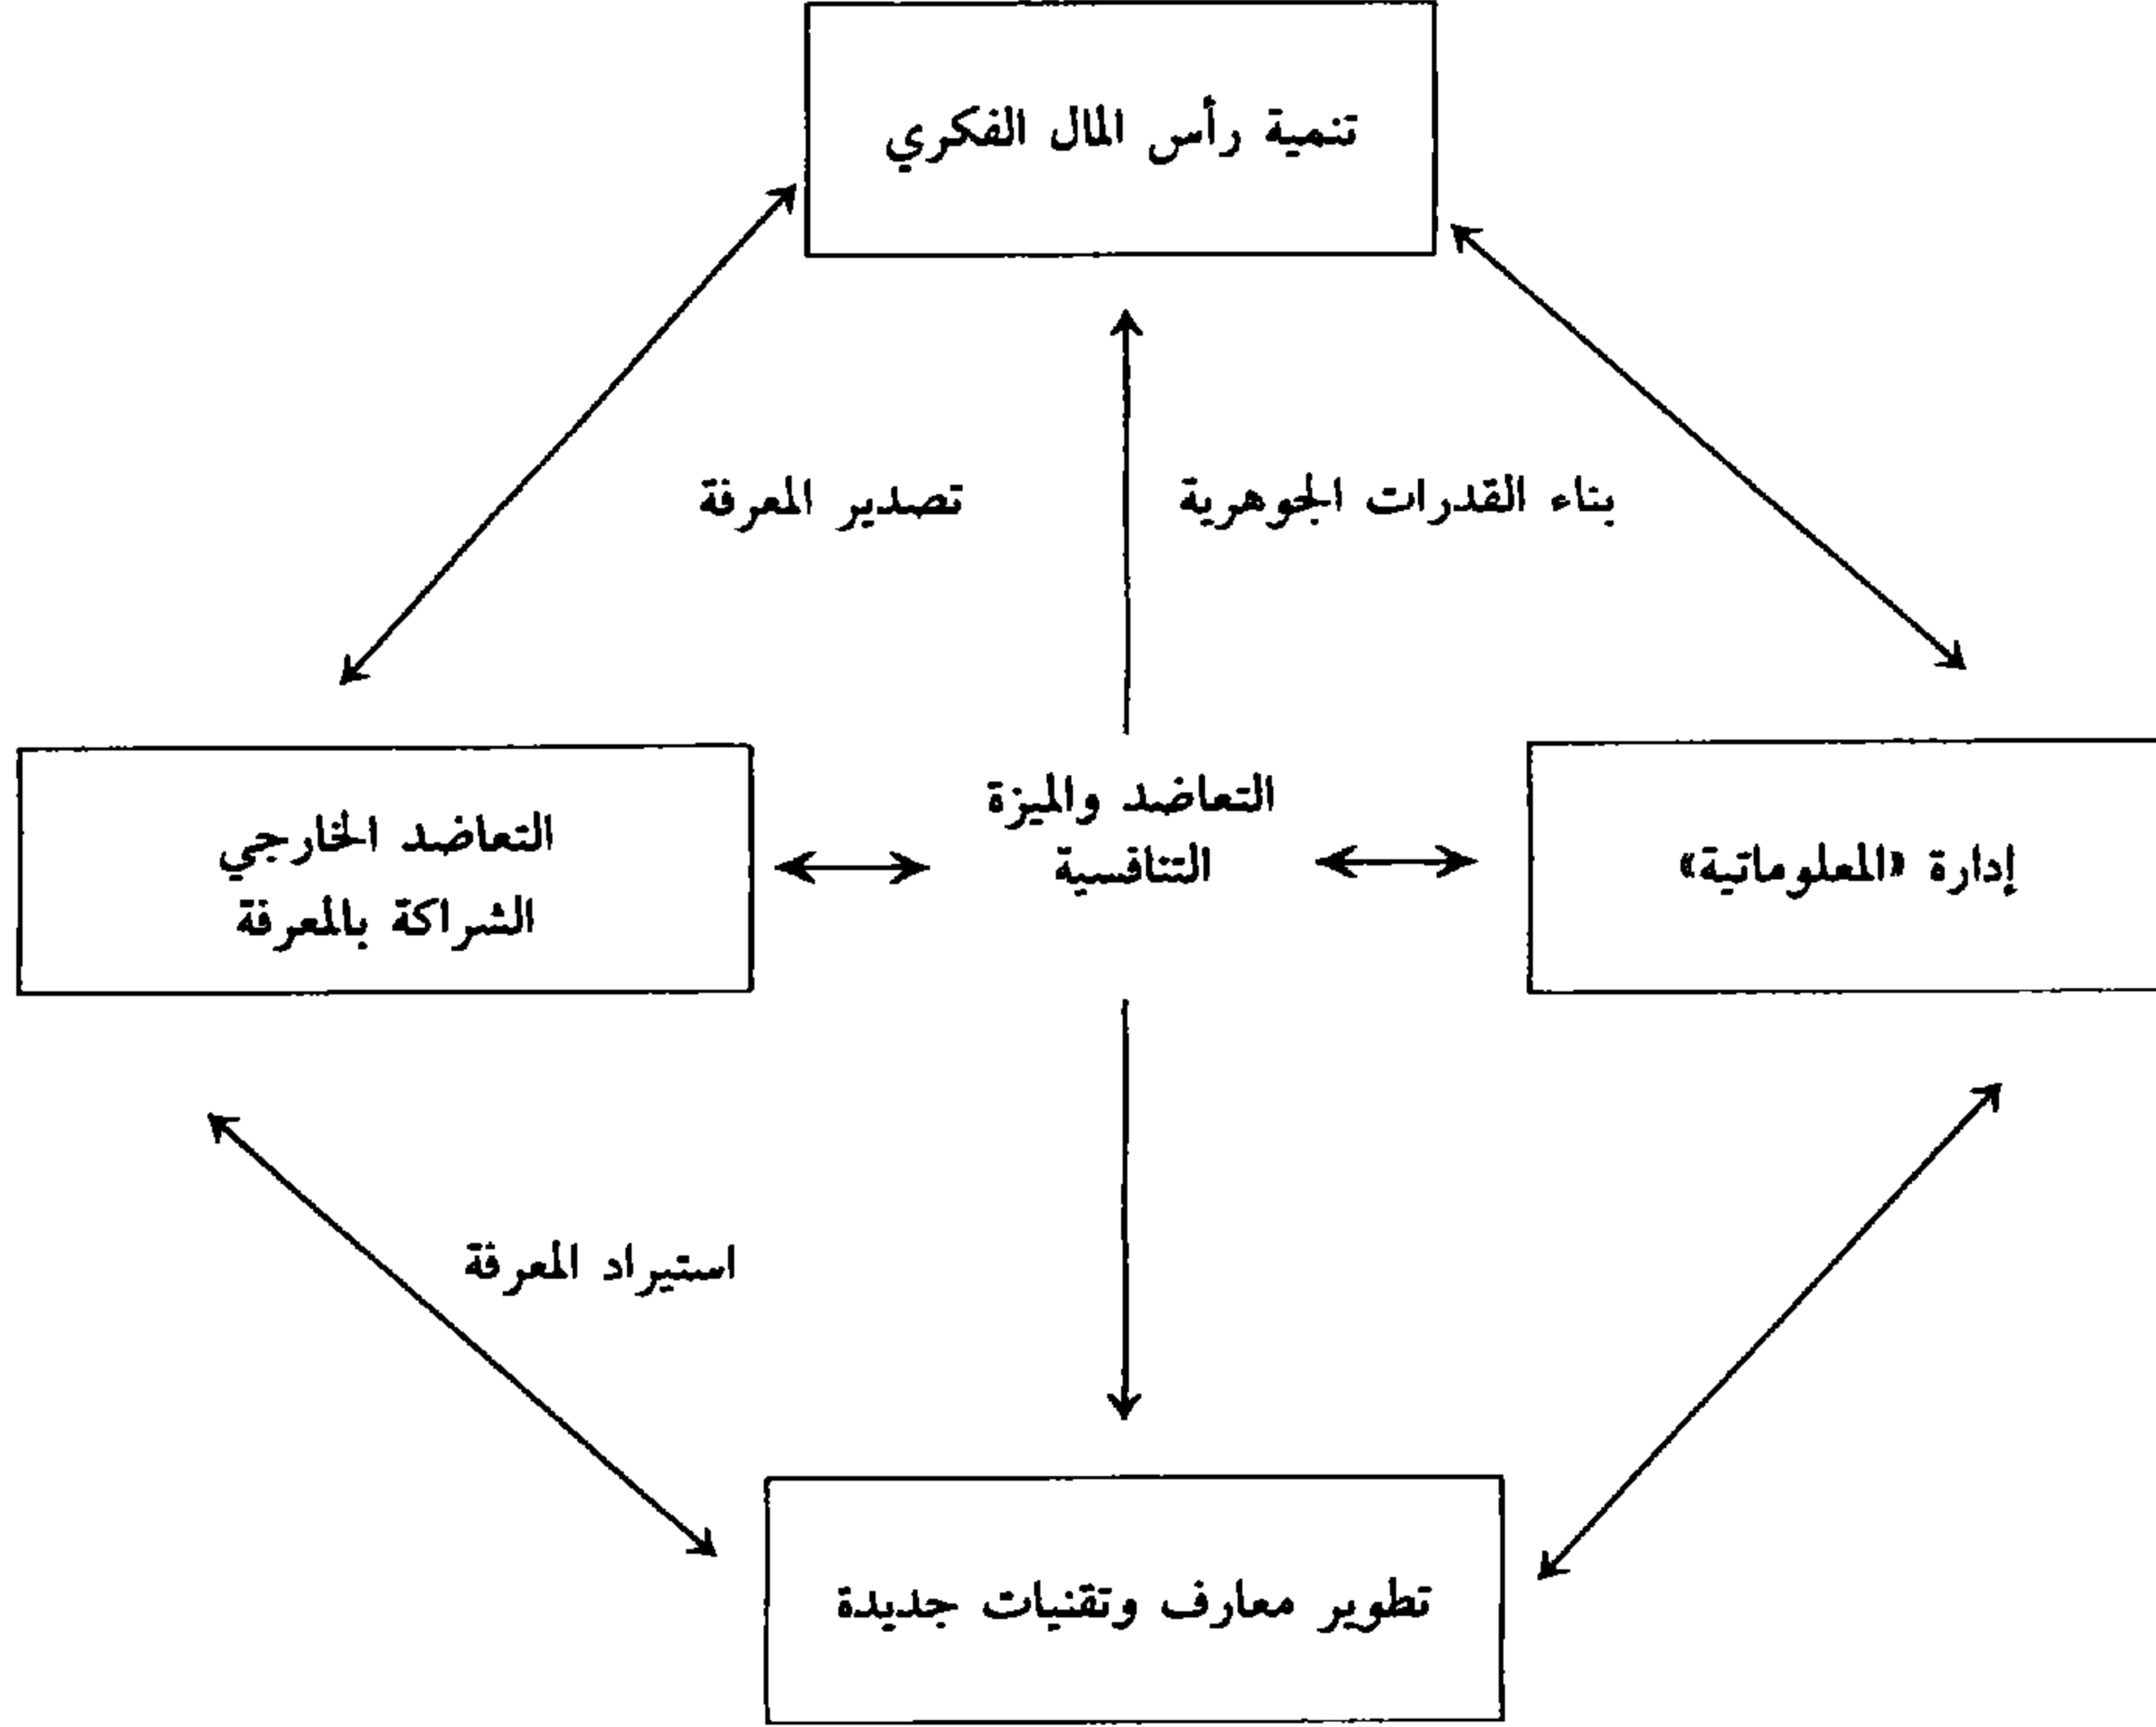 تنمية رأس المال الفكري
بناء القدرات الجوهرية
تصدير المعرفة
إدارة «المعلوماتية»
التعاضد والميزة
التنافسية
التعاضد الخارجي
الشراكة بالمعرفة
استيراد المعرفة
تطوير معارف وتقنيات جديدة